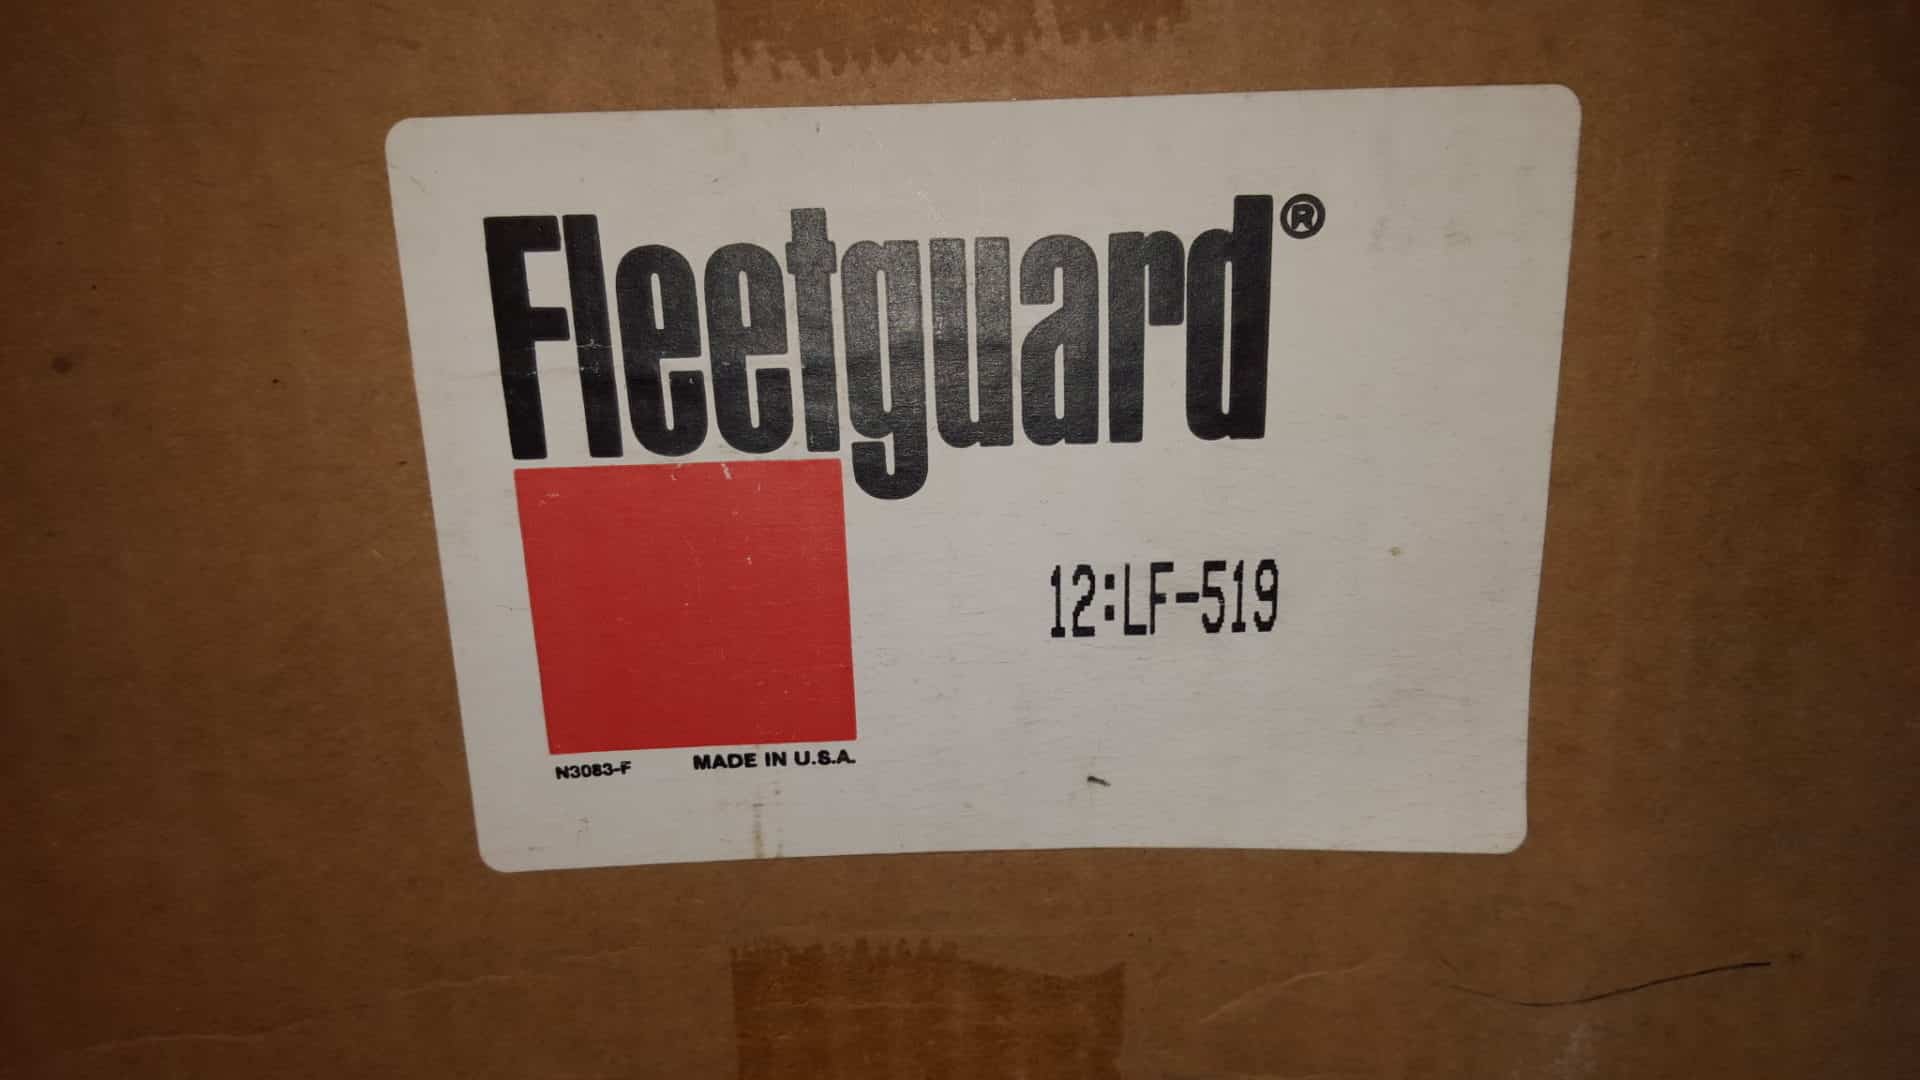 Fleetguard®
12:LF-519
N3083-F MADE IN U.S.A.